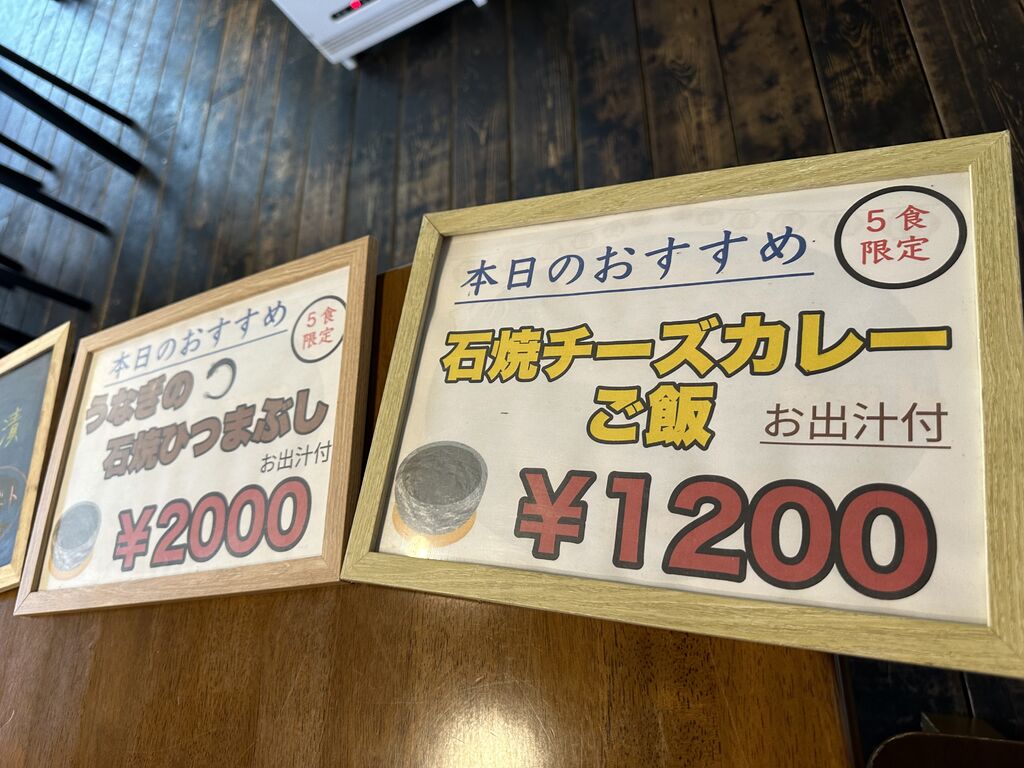 漬
ト
本日のおすすめ
5食
限定
うなぎの
石焼ひつまぶし
お出汁付
¥2000
本日のおすすめ
5食
限定
石焼チーズカレー
ご飯
お出汁付
¥1200